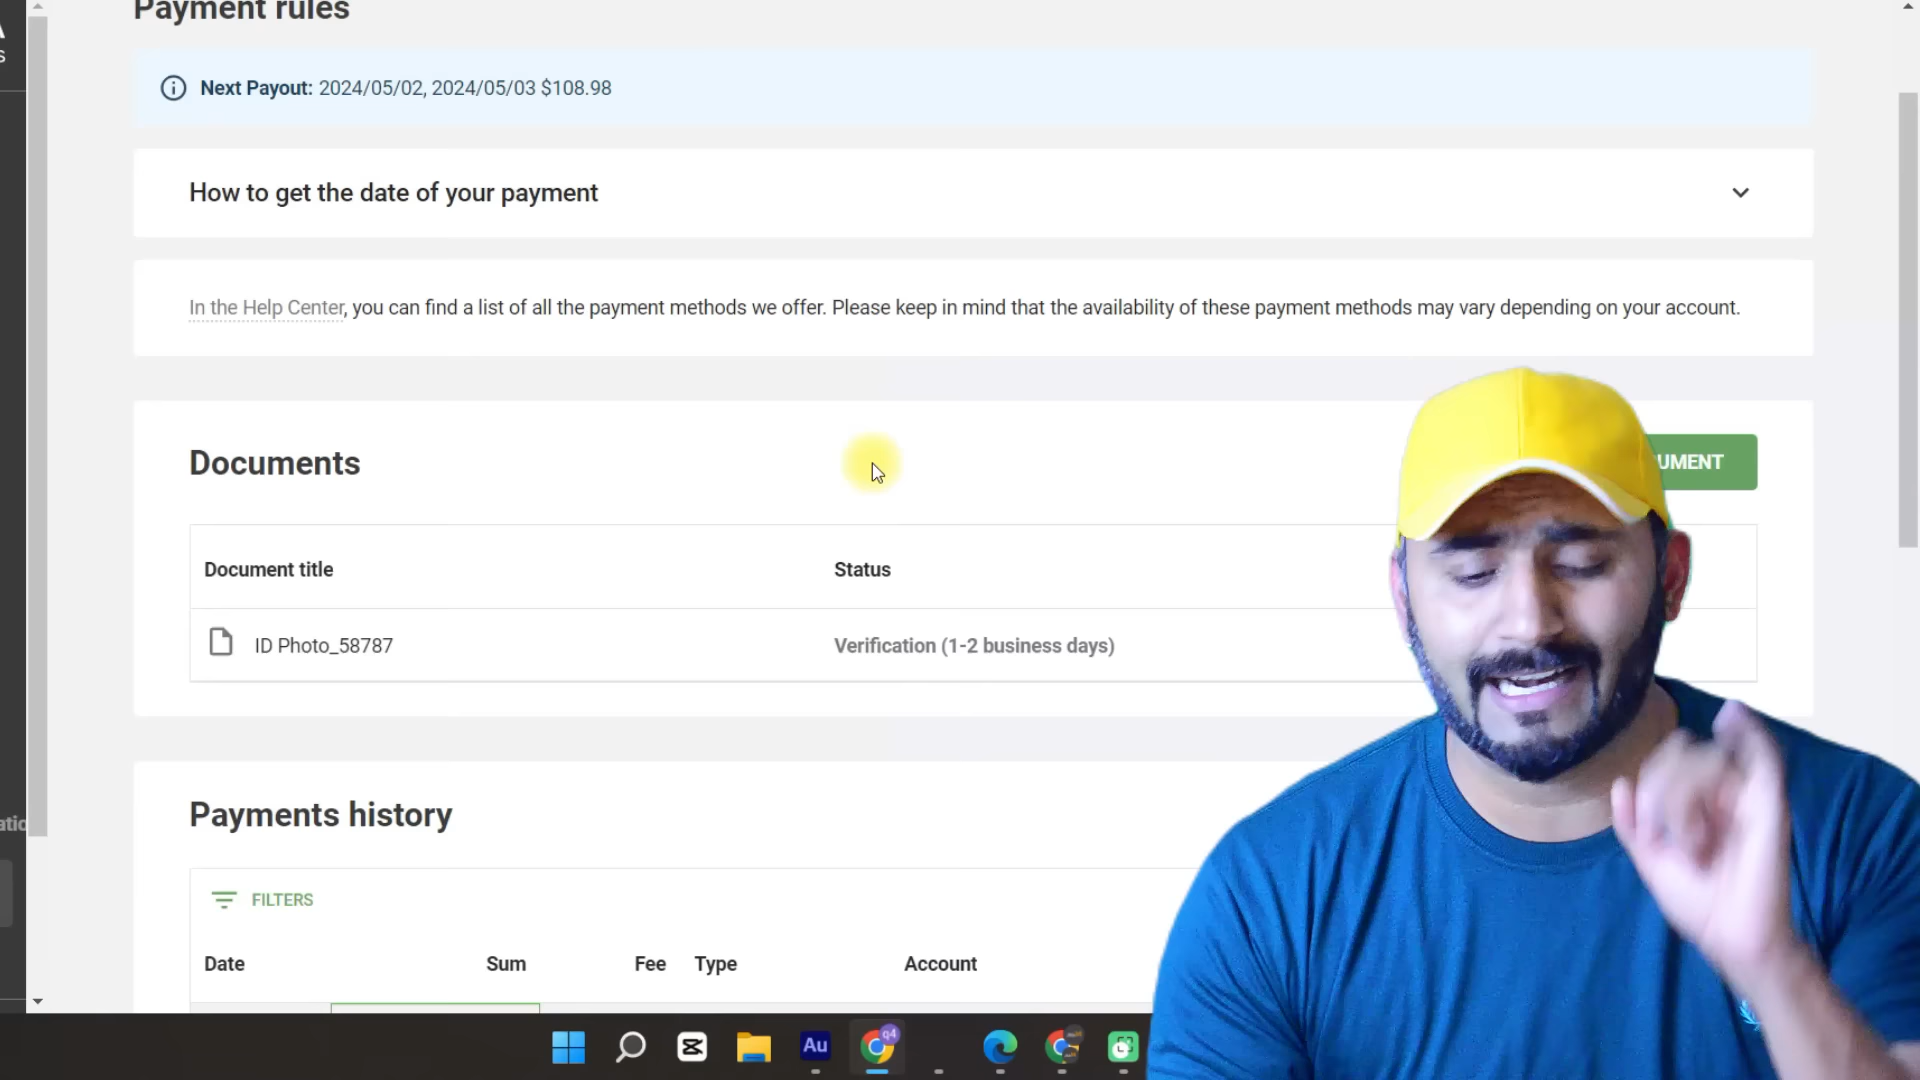 Payment rules
Next Payout: 2024/05/02, 2024/05/03 $108.98
How to get the date of your payment
In the Help Center, you can find a list of all the payment methods we offer. Please keep in mind that the availability of these payment methods may vary depending on your account.
Documents
UMENT
Document title Status
ID Photo_58787 Verification (1-2 business days)
Payments history
FILTERS
Date Sum Fee Type Account
Au
q4